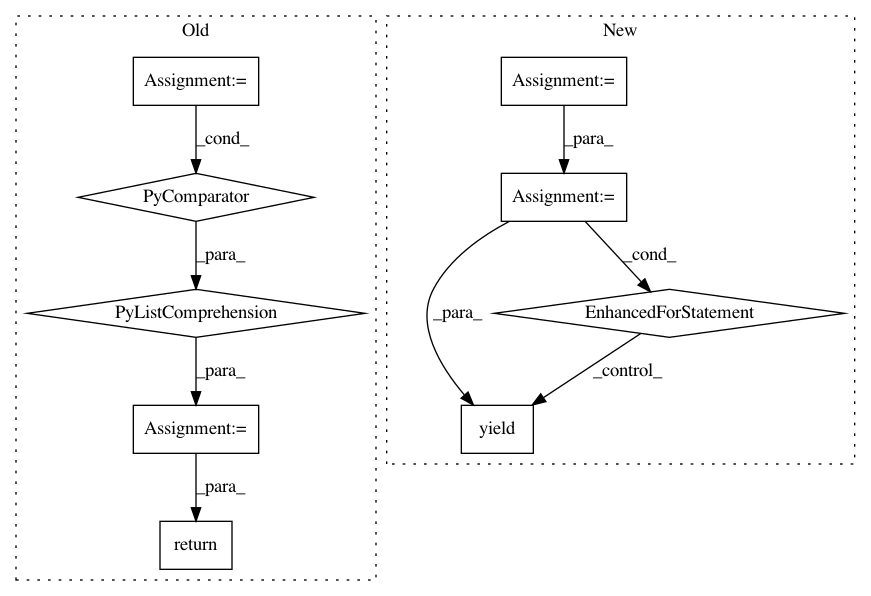 Old
Assignment:=
_cond_
PyComparator
_para_
PyListComprehension
_para_
Assignment:=
_para_
return
New
Assignment:=
_para_
Assignment:=
_cond_
EnhancedForStatement
_para_
_control_
yield